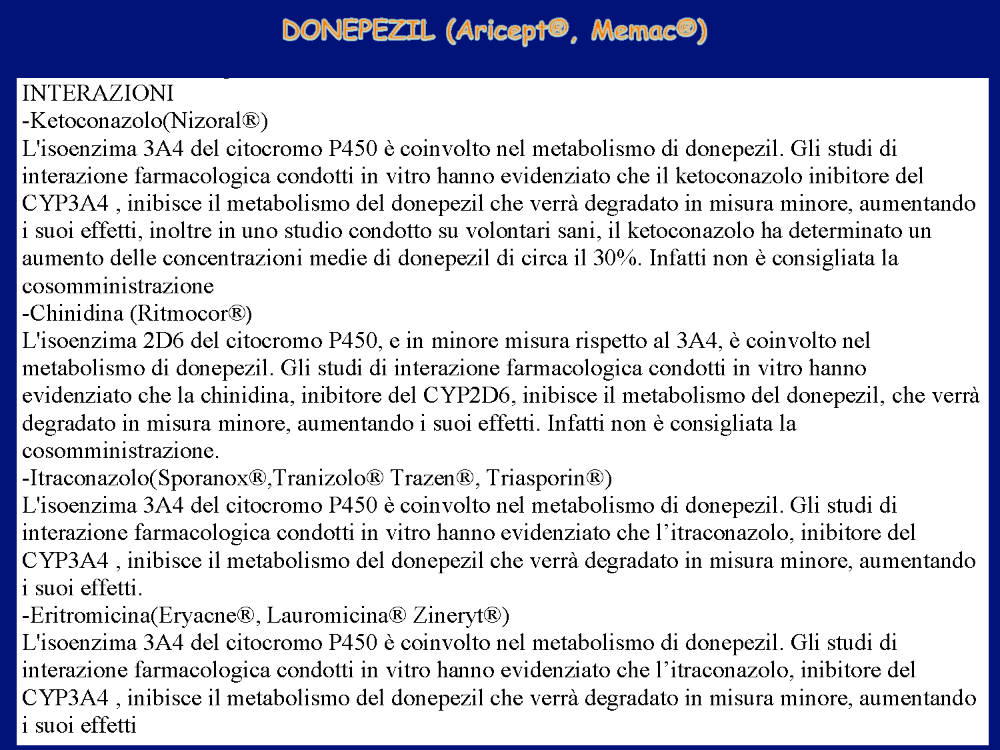 DONEPEZIL (Aricept®, Memac®)
INTERAZIONI
-Ketoconazolo(Nizoral®)
L'isoenzima 3A4 del citocromo P450 è coinvolto nel metabolismo di donepezil. Gli studi di
interazione farmacologica condotti in vitro hanno evidenziato che il ketoconazolo inibitore del
CYP3A4 , inibisce il metabolismo del donepezil che verrà degradato in misura minore, aumentando
i suoi effetti, inoltre in uno studio condotto su volontari sani, il ketoconazolo ha determinato un
aumento delle concentrazioni medie di donepezil di circa il 30%. Infatti non è consigliata la
cosomministrazione
-Chinidina (Ritmocor®)
L'isoenzima 2D6 del citocromo P450, e in minore misura rispetto al 3A4, è coinvolto nel
metabolismo di donepezil. Gli studi di interazione farmacologica condotti in vitro hanno
evidenziato che la chinidina, inibitore del CYP2D6, inibisce il metabolismo del donepezil, che verrà
degradato in misura minore, aumentando i suoi effetti. Infatti non è consigliata la
cosomministrazione.
-Itraconazolo(Sporanox®,Tranizolo® Trazen®, Triasporin®)
L'isoenzima 3A4 del citocromo P450 è coinvolto nel metabolismo di donepezil. Gli studi di
interazione farmacologica condotti in vitro hanno evidenziato che l’itraconazolo, inibitore del
CYP3A4 , inibisce il metabolismo del donepezil che verrà degradato in misura minore, aumentando
i suoi effetti.
-Eritromicina(Eryacne®, Lauromicina® Zineryt®)
L'isoenzima 3A4 del citocromo P450 è coinvolto nel metabolismo di donepezil. Gli studi di
interazione farmacologica condotti in vitro hanno evidenziato che l’itraconazolo, inibitore del
CYP3A4 , inibisce il metabolismo del donepezil che verrà degradato in misura minore, aumentando
i suoi effetti